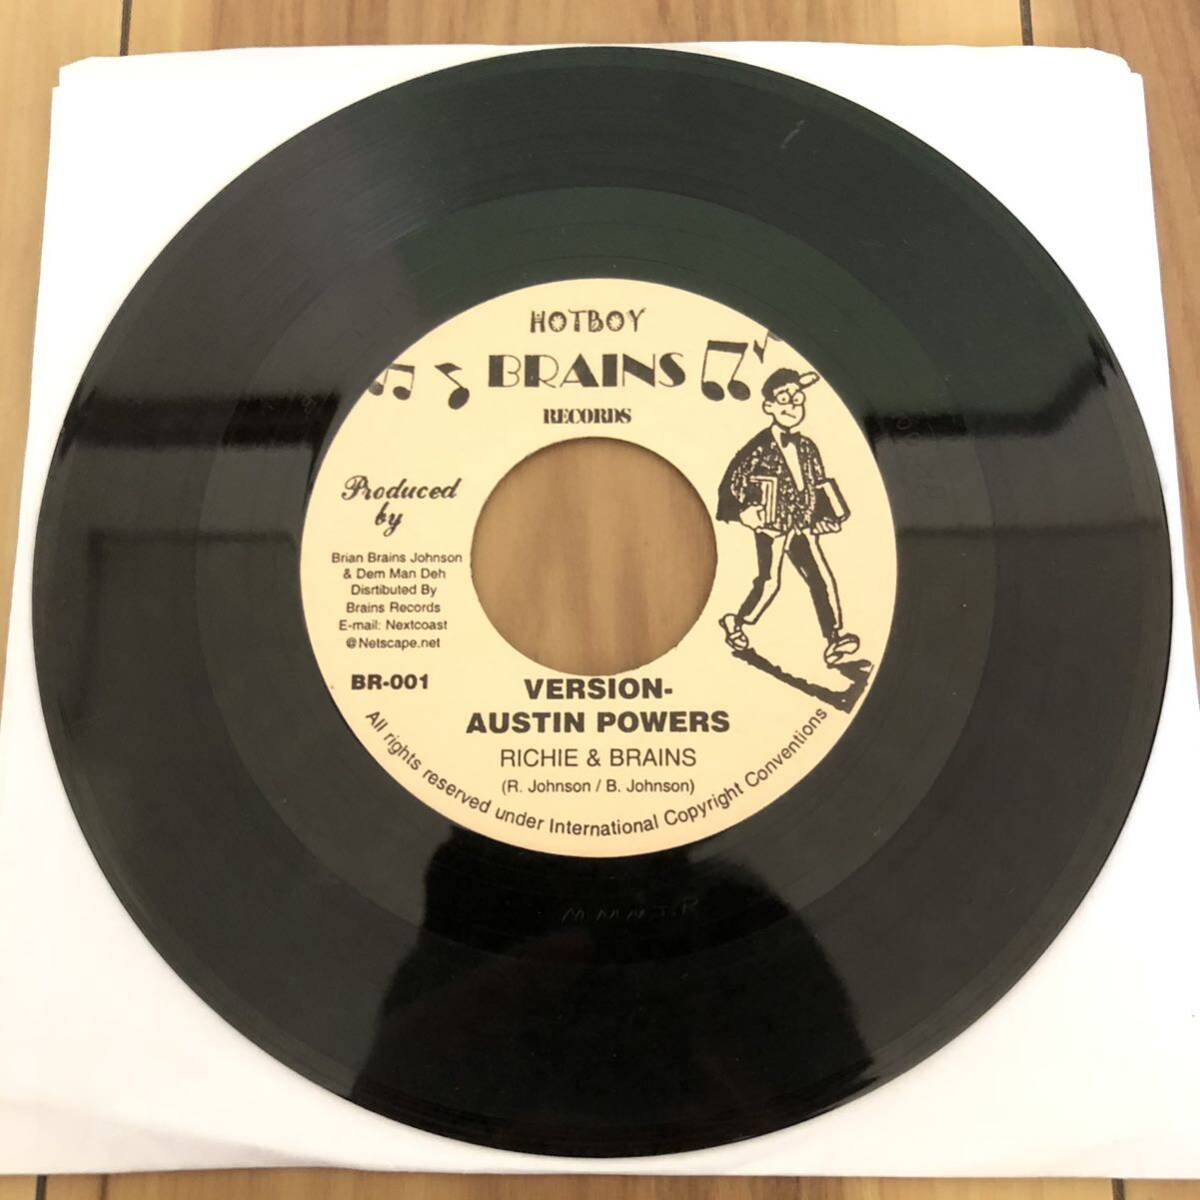 HOTBOY
BRAINS
RECORDS
Produced
by
Brian Brains Johnson
& Dem Man Deh
Disrtibuted By
Brains Records
E-mail: Nextcoast
@Netscape.net
BR-001
VERSION-
AUSTIN POWERS
RICHIE & BRAINS
(R. Johnson / B. Johnson)
All rights reserved under International Copyright Conventions